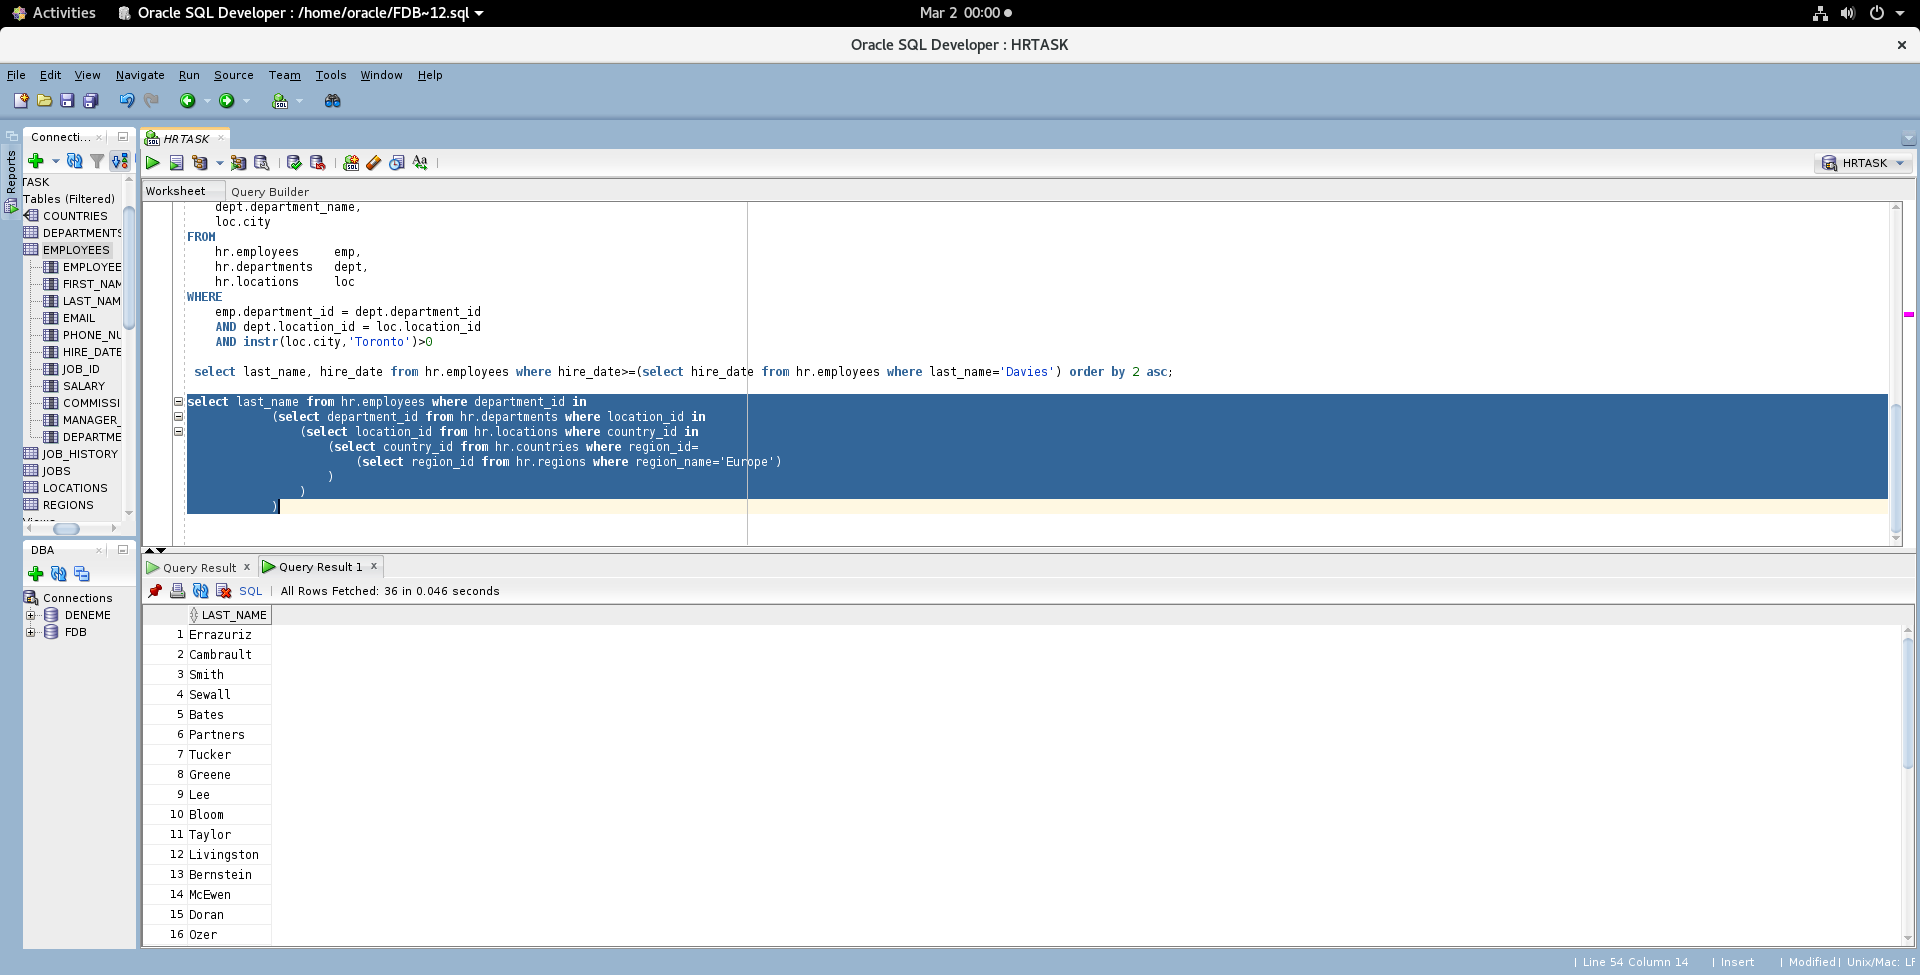 Activities
Oracle SQL Developer : /home/oracle/FDB~12.sql
Mar 2 00:00
Oracle SQL Developer : HRTASK
File Edit View Navigate Run Source Team Tools Window Help
Reports
Connecti...
TASK
Tables (Filtered)
COUNTRIES
DEPARTMENTS
EMPLOYEES
EMPLOYEE
FIRST_NAM
LAST_NAM
EMAIL
PHONE_NU
HIRE_DATE
JOB_ID
SALARY
COMMISSI
MANAGER_
DEPARTME
JOB_HISTORY
JOBS
LOCATIONS
REGIONS
Views
DBA
Connections
DENEME
FDB
HRTASK
HRTASK
Worksheet Query Builder
dept.department_name,
loc.city
FROM
hr.employees emp,
hr.departments dept,
hr.locations loc
WHERE
emp.department_id = dept.department_id
AND dept.location_id = loc.location_id
AND instr(loc.city,'Toronto')>0
select last_name, hire_date from hr.employees where hire_date>=(select hire_date from hr.employees where last_name='Davies') order by 2 asc;
select last_name from hr.employees where department_id in
(select department_id from hr.departments where location_id in
(select location_id from hr.locations where country_id in
(select country_id from hr.countries where region_id=
(select region_id from hr.regions where region_name='Europe')
)
)
)
Query Result x Query Result 1 x
SQL | All Rows Fetched: 36 in 0.046 seconds
LAST_NAME
1 Errazuriz
2 Cambrault
3 Smith
4 Sewall
5 Bates
6 Partners
7 Tucker
8 Greene
9 Lee
10 Bloom
11 Taylor
12 Livingston
13 Bernstein
14 McEwen
15 Doran
16 Ozer
| Line 54 Column 14 | Insert | Modified| Unix/Mac: LF